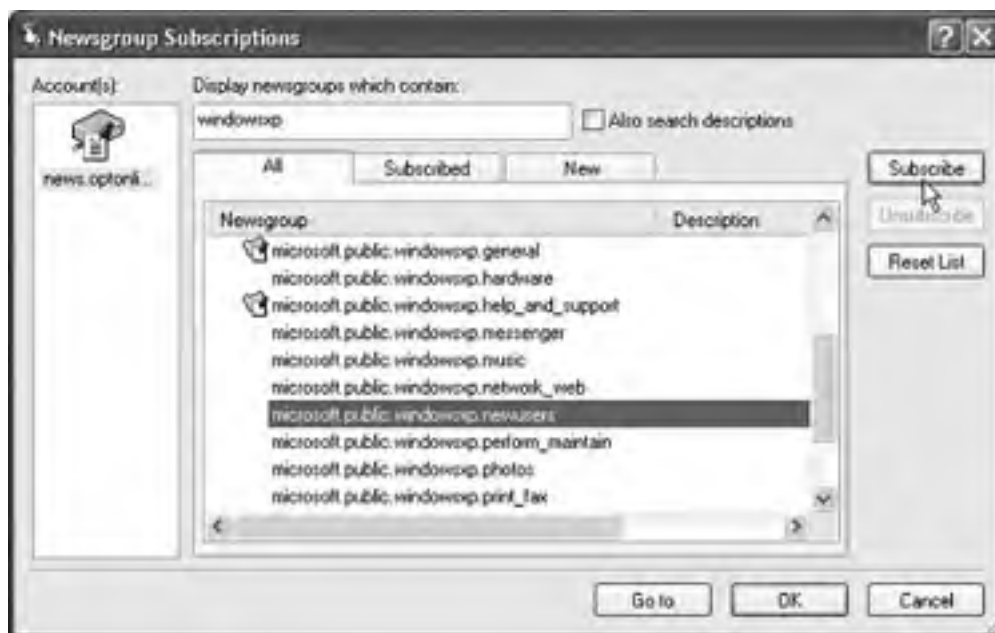 Newsgroup Subscriptions
Account(s):
Display newsgroups which contain:
windowsxp
Also search descriptions
news.optonli...
All
Subscribed
New
Subscribe
Unsubscribe
Reset List
Newsgroup
Description
microsoft.public.windowsxp.general
microsoft.public.windowsxp.hardware
microsoft.public.windowsxp.help_and_support
microsoft.public.windowsxp.messenger
microsoft.public.windowsxp.music
microsoft.public.windowsxp.network_web
microsoft.public.windowsxp.newusers
microsoft.public.windowsxp.perform_maintain
microsoft.public.windowsxp.photos
microsoft.public.windowsxp.print_fax
Go to
OK
Cancel